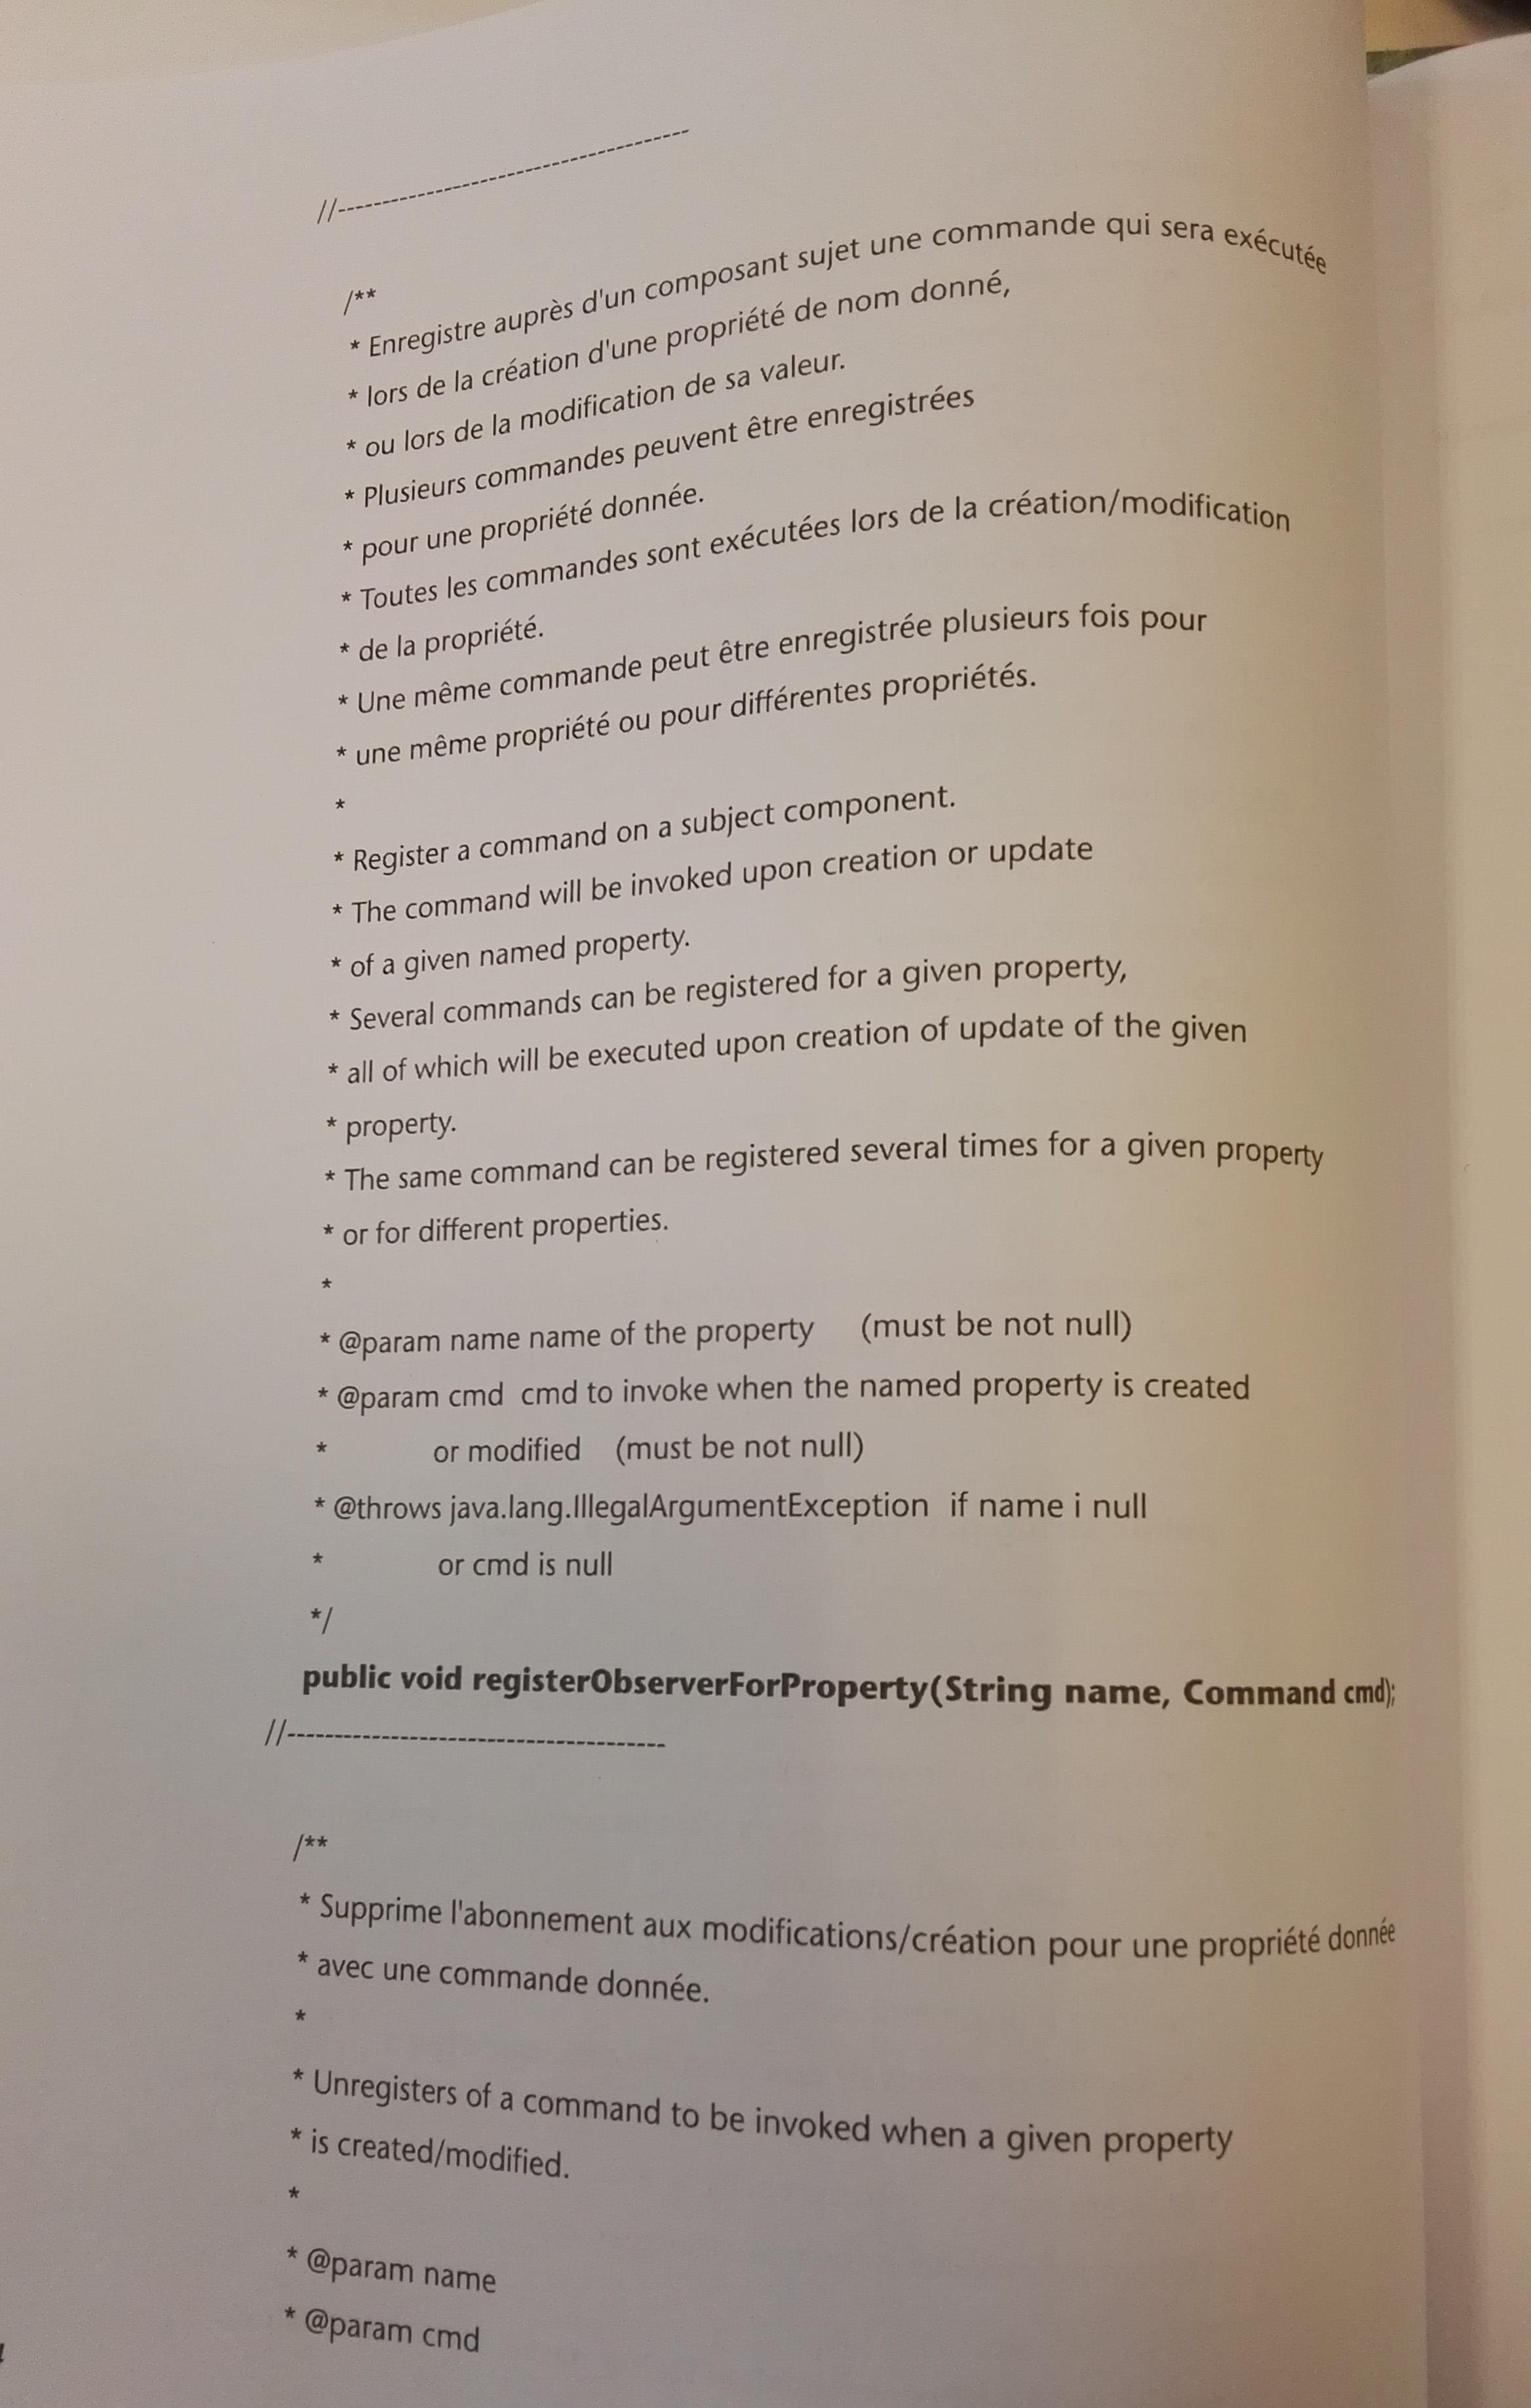 //---------------------------------------
/**
* Enregistre auprès d'un composant sujet une commande qui sera exécutée
* lors de la création d'une propriété de nom donné,
* ou lors de la modification de sa valeur.
* Plusieurs commandes peuvent être enregistrées
* pour une propriété donnée.
* Toutes les commandes sont exécutées lors de la création/modification
* de la propriété.
* Une même commande peut être enregistrée plusieurs fois pour
* une même propriété ou pour différentes propriétés.
*
* Register a command on a subject component.
* The command will be invoked upon creation or update
* of a given named property.
* Several commands can be registered for a given property,
* all of which will be executed upon creation of update of the given
* property.
* The same command can be registered several times for a given property
* or for different properties.
*
* @param name name of the property (must be not null)
* @param cmd cmd to invoke when the named property is created
* or modified (must be not null)
* @throws java.lang.IllegalArgumentException if name i null
* or cmd is null
*/
public void registerObserverForProperty(String name, Command cmd);
//---------------------------------------
/**
* Supprime l'abonnement aux modifications/création pour une propriété donnée
* avec une commande donnée.
*
* Unregisters of a command to be invoked when a given property
* is created/modified.
*
* @param name
* @param cmd